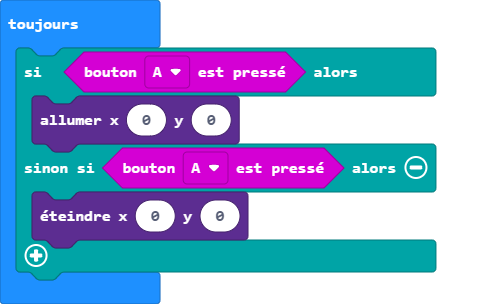 toujours
si bouton A est pressé alors
allumer x 0 y 0
sinon si bouton A est pressé alors
éteindre x 0 y 0